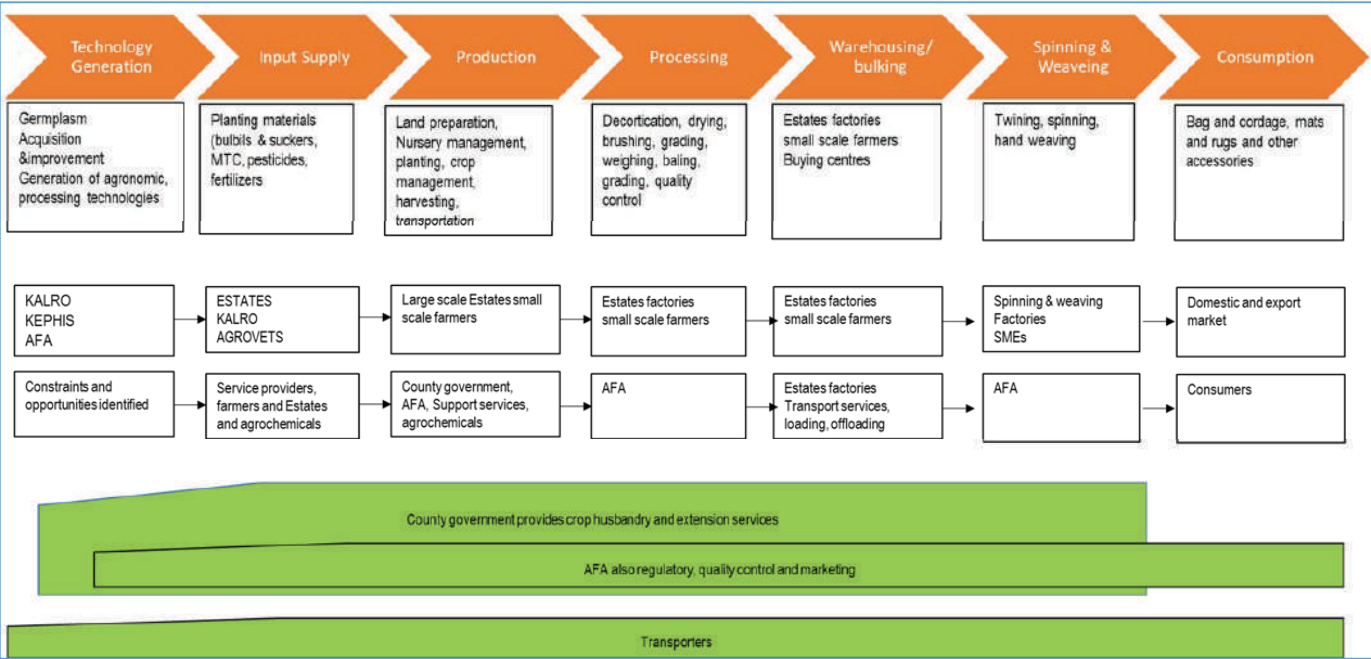 Technology
Generation
Input Supply
Production
Processing
Warehousing/
bulking
Spinning &
Weaveing
Consumption
Germplasm
Acquisition
&improvement
Generation of agronomic,
processing technologies
Planting materials
(bulbils & suckers,
MTC, pesticides,
fertilizers
Land preparation,
Nursery management,
planting, crop
management,
harvesting,
transportation
Decortication, drying,
brushing, grading,
weighing, baling,
grading, quality
control
Estates factories
small scale farmers
Buying centres
Twining, spinning,
hand weaving
Bag and cordage, mats
and rugs and other
accessories
KALRO
KEPHIS
AFA
ESTATES
KALRO
AGROVETS
Large scale Estates small
scale farmers
Estates factories
small scale farmers
Estates factories
small scale farmers
Spinning & weaving
Factories
SMEs
Domestic and export
market
Constraints and
opportunities identified
Service providers,
farmers and Estates
and agrochemicals
County government,
AFA, Support services,
agrochemicals
AFA
Estates factories
Transport services,
loading, offloading
AFA
Consumers
County government provides crop husbandry and extension services
AFA also regulatory, quality control and marketing
Transporters